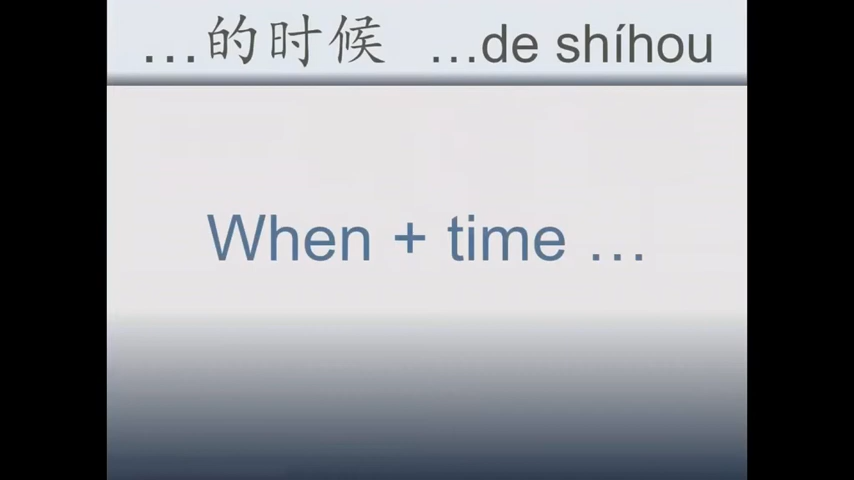 …的时候 …de shíhou
When + time …